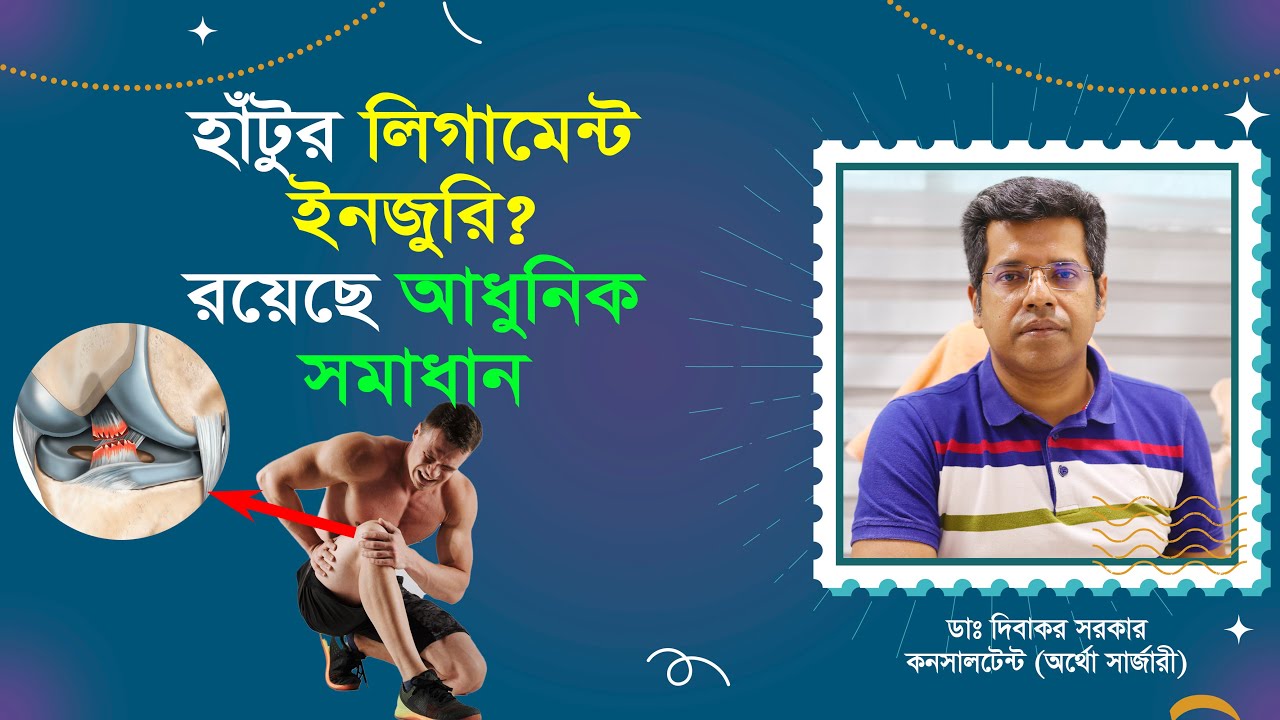 হাঁটুর লিগামেন্ট
ইনজুরি?
রয়েছে আধুনিক
সমাধান
ডাঃ দিবাকর সরকার
কনসালটেন্ট (অর্থো সার্জারী)